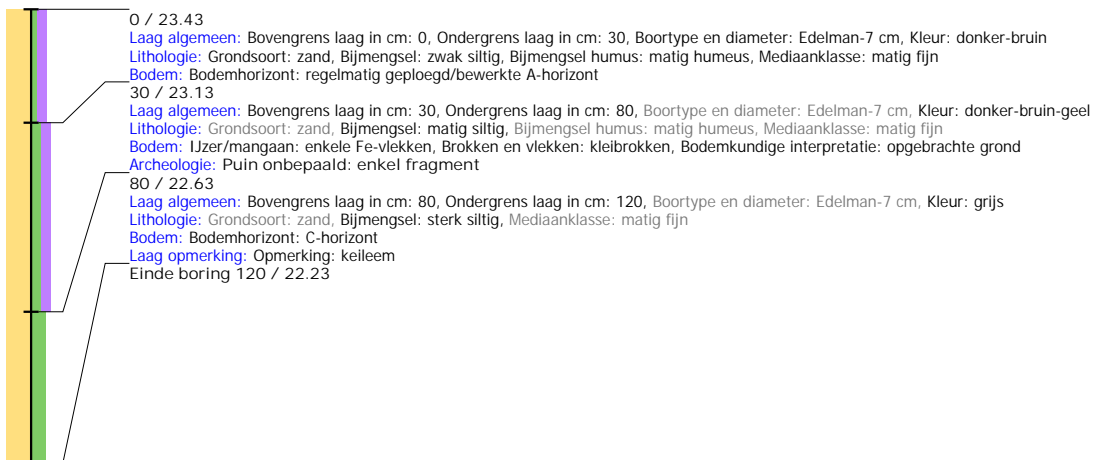 0 / 23.43
Laag algemeen: Bovengrens laag in cm: 0, Ondergrens laag in cm: 30, Boortype en diameter: Edelman-7 cm, Kleur: donker-bruin
Lithologie: Grondsoort: zand, Bijmengsel: zwak siltig, Bijmengsel humus: matig humeus, Mediaanklasse: matig fijn
Bodem: Bodemhorizont: regelmatig geploegd/bewerkte A-horizont
30 / 23.13
Laag algemeen: Bovengrens laag in cm: 30, Ondergrens laag in cm: 80, Boortype en diameter: Edelman-7 cm, Kleur: donker-bruin-geel
Lithologie: Grondsoort: zand, Bijmengsel: matig siltig, Bijmengsel humus: matig humeus, Mediaanklasse: matig fijn
Bodem: IJzer/mangaan: enkele Fe-vlekken, Brokken en vlekken: kleibrokken, Bodemkundige interpretatie: opgebrachte grond
Archeologie: Puin onbepaald: enkel fragment
80 / 22.63
Laag algemeen: Bovengrens laag in cm: 80, Ondergrens laag in cm: 120, Boortype en diameter: Edelman-7 cm, Kleur: grijs
Lithologie: Grondsoort: zand, Bijmengsel: sterk siltig, Mediaanklasse: matig fijn
Bodem: Bodemhorizont: C-horizont
Laag opmerking: Opmerking: keileem
Einde boring 120 / 22.23